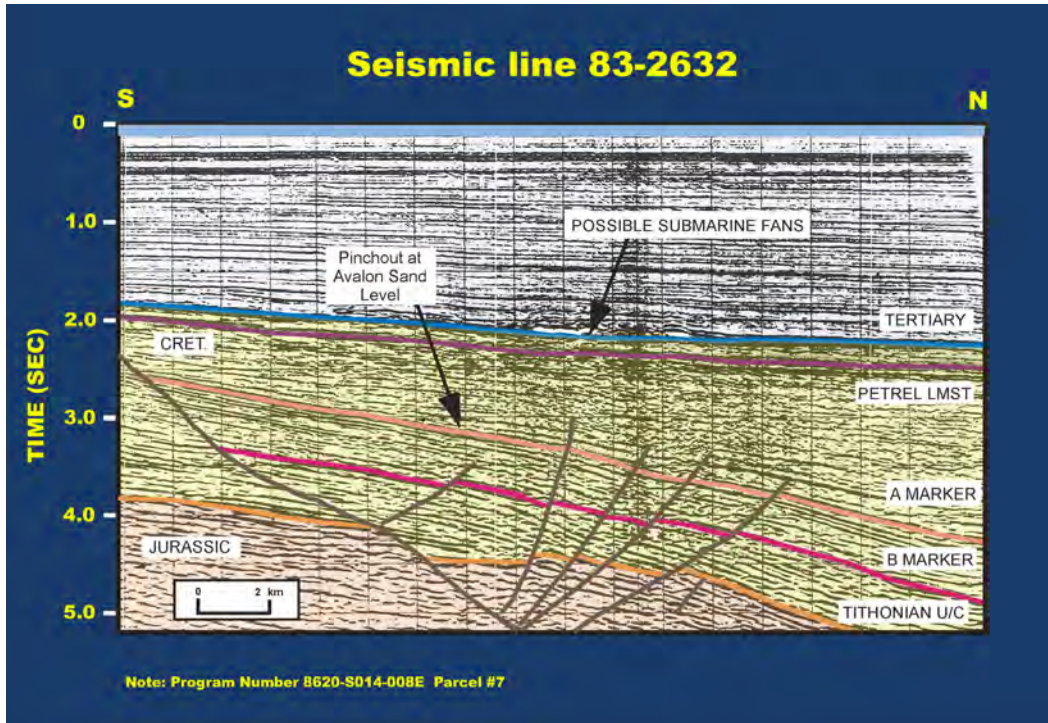 Seismic line 83-2632
S
N
0
1.0
2.0
3.0
4.0
5.0
TIME (SEC)
POSSIBLE SUBMARINE FANS
Pinchout at
Avalon Sand
Level
TERTIARY
CRET.
PETREL LMST
A MARKER
B MARKER
JURASSIC
TITHONIAN U/C
0 2 km
Note: Program Number 8620-S014-008E Parcel #7